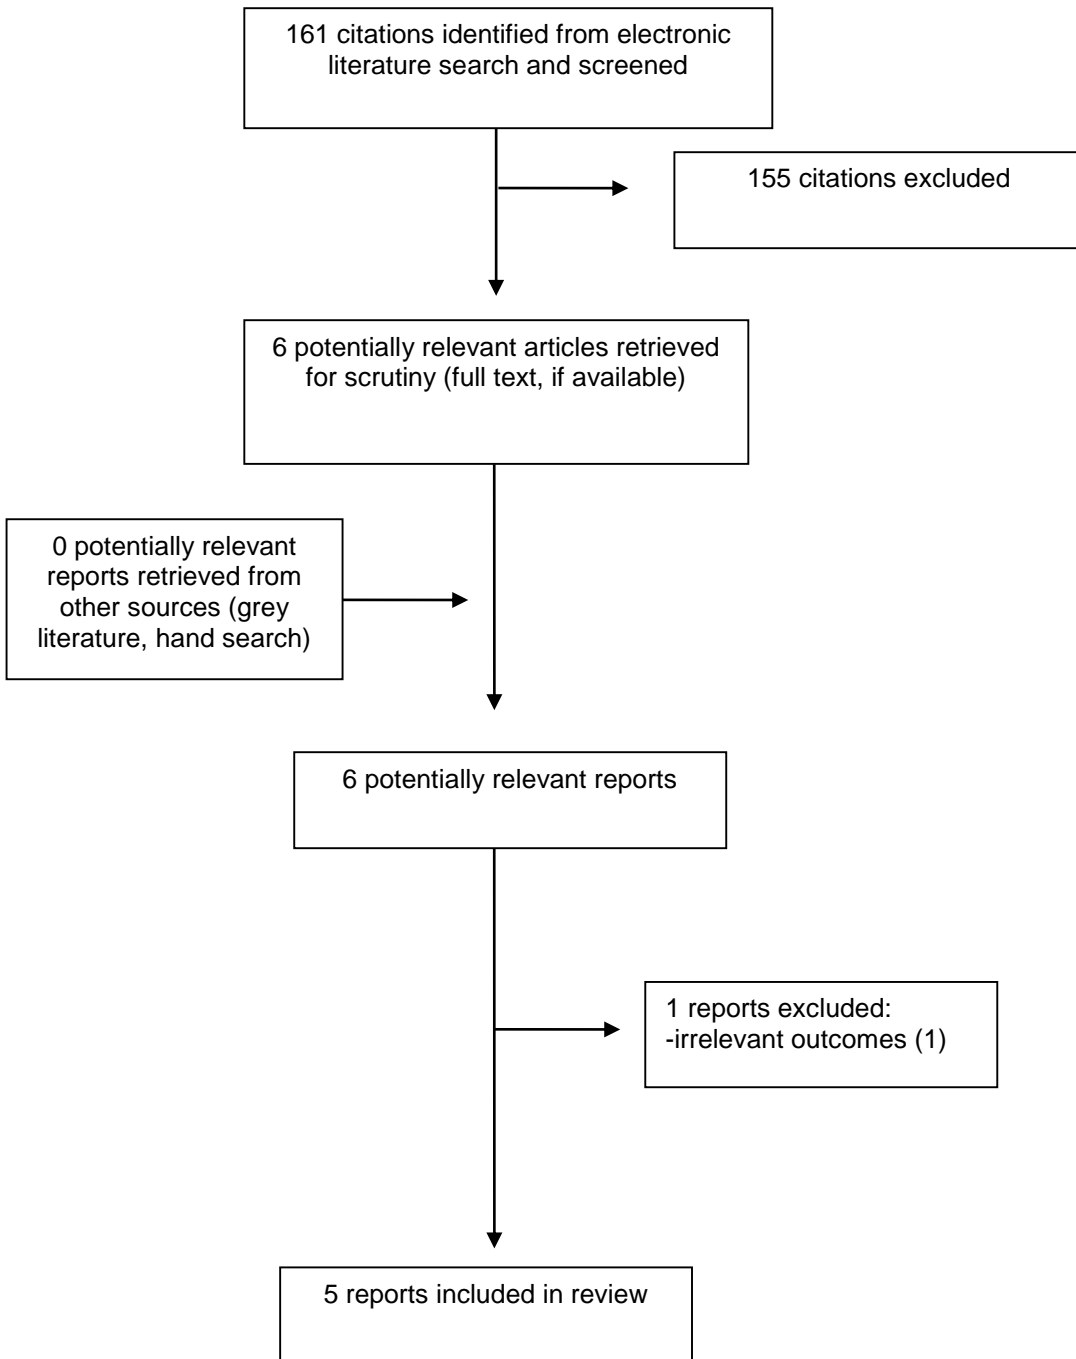 161 citations identified from electronic
literature search and screened
155 citations excluded
6 potentially relevant articles retrieved
for scrutiny (full text, if available)
0 potentially relevant
reports retrieved from
other sources (grey
literature, hand search)
6 potentially relevant reports
1 reports excluded:
-irrelevant outcomes (1)
5 reports included in review